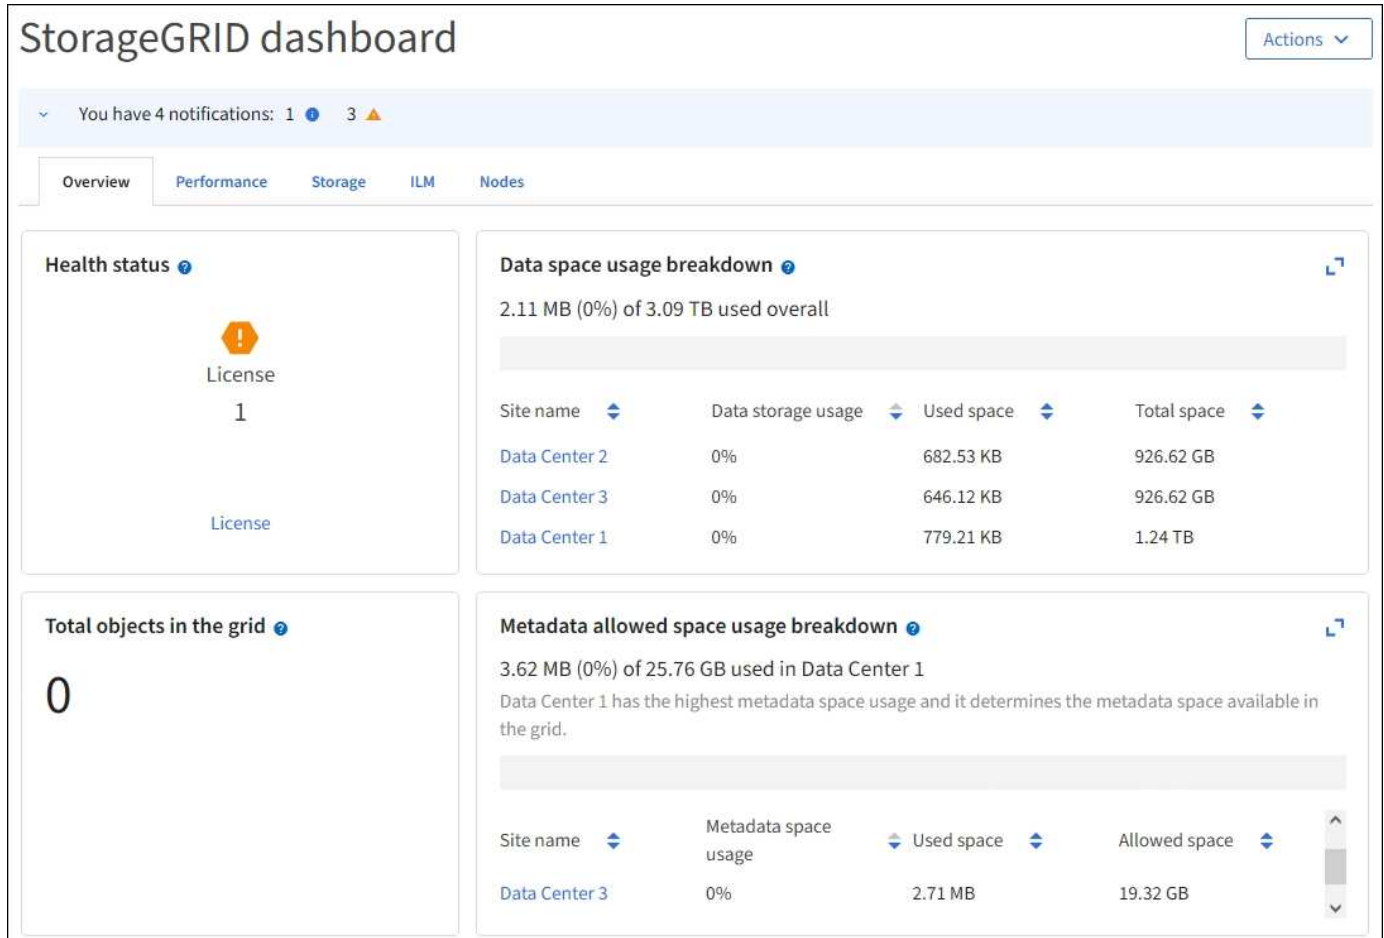 StorageGRID dashboard
Actions
You have 4 notifications: 1 3
Overview Performance Storage ILM Nodes
Health status
License
1
License
Data space usage breakdown
2.11 MB (0%) of 3.09 TB used overall
Site name Data storage usage Used space Total space
Data Center 2 0% 682.53 KB 926.62 GB
Data Center 3 0% 646.12 KB 926.62 GB
Data Center 1 0% 779.21 KB 1.24 TB
Total objects in the grid
0
Metadata allowed space usage breakdown
3.62 MB (0%) of 25.76 GB used in Data Center 1
Data Center 1 has the highest metadata space usage and it determines the metadata space available in
the grid.
Site name Metadata space usage Used space Allowed space
Data Center 3 0% 2.71 MB 19.32 GB